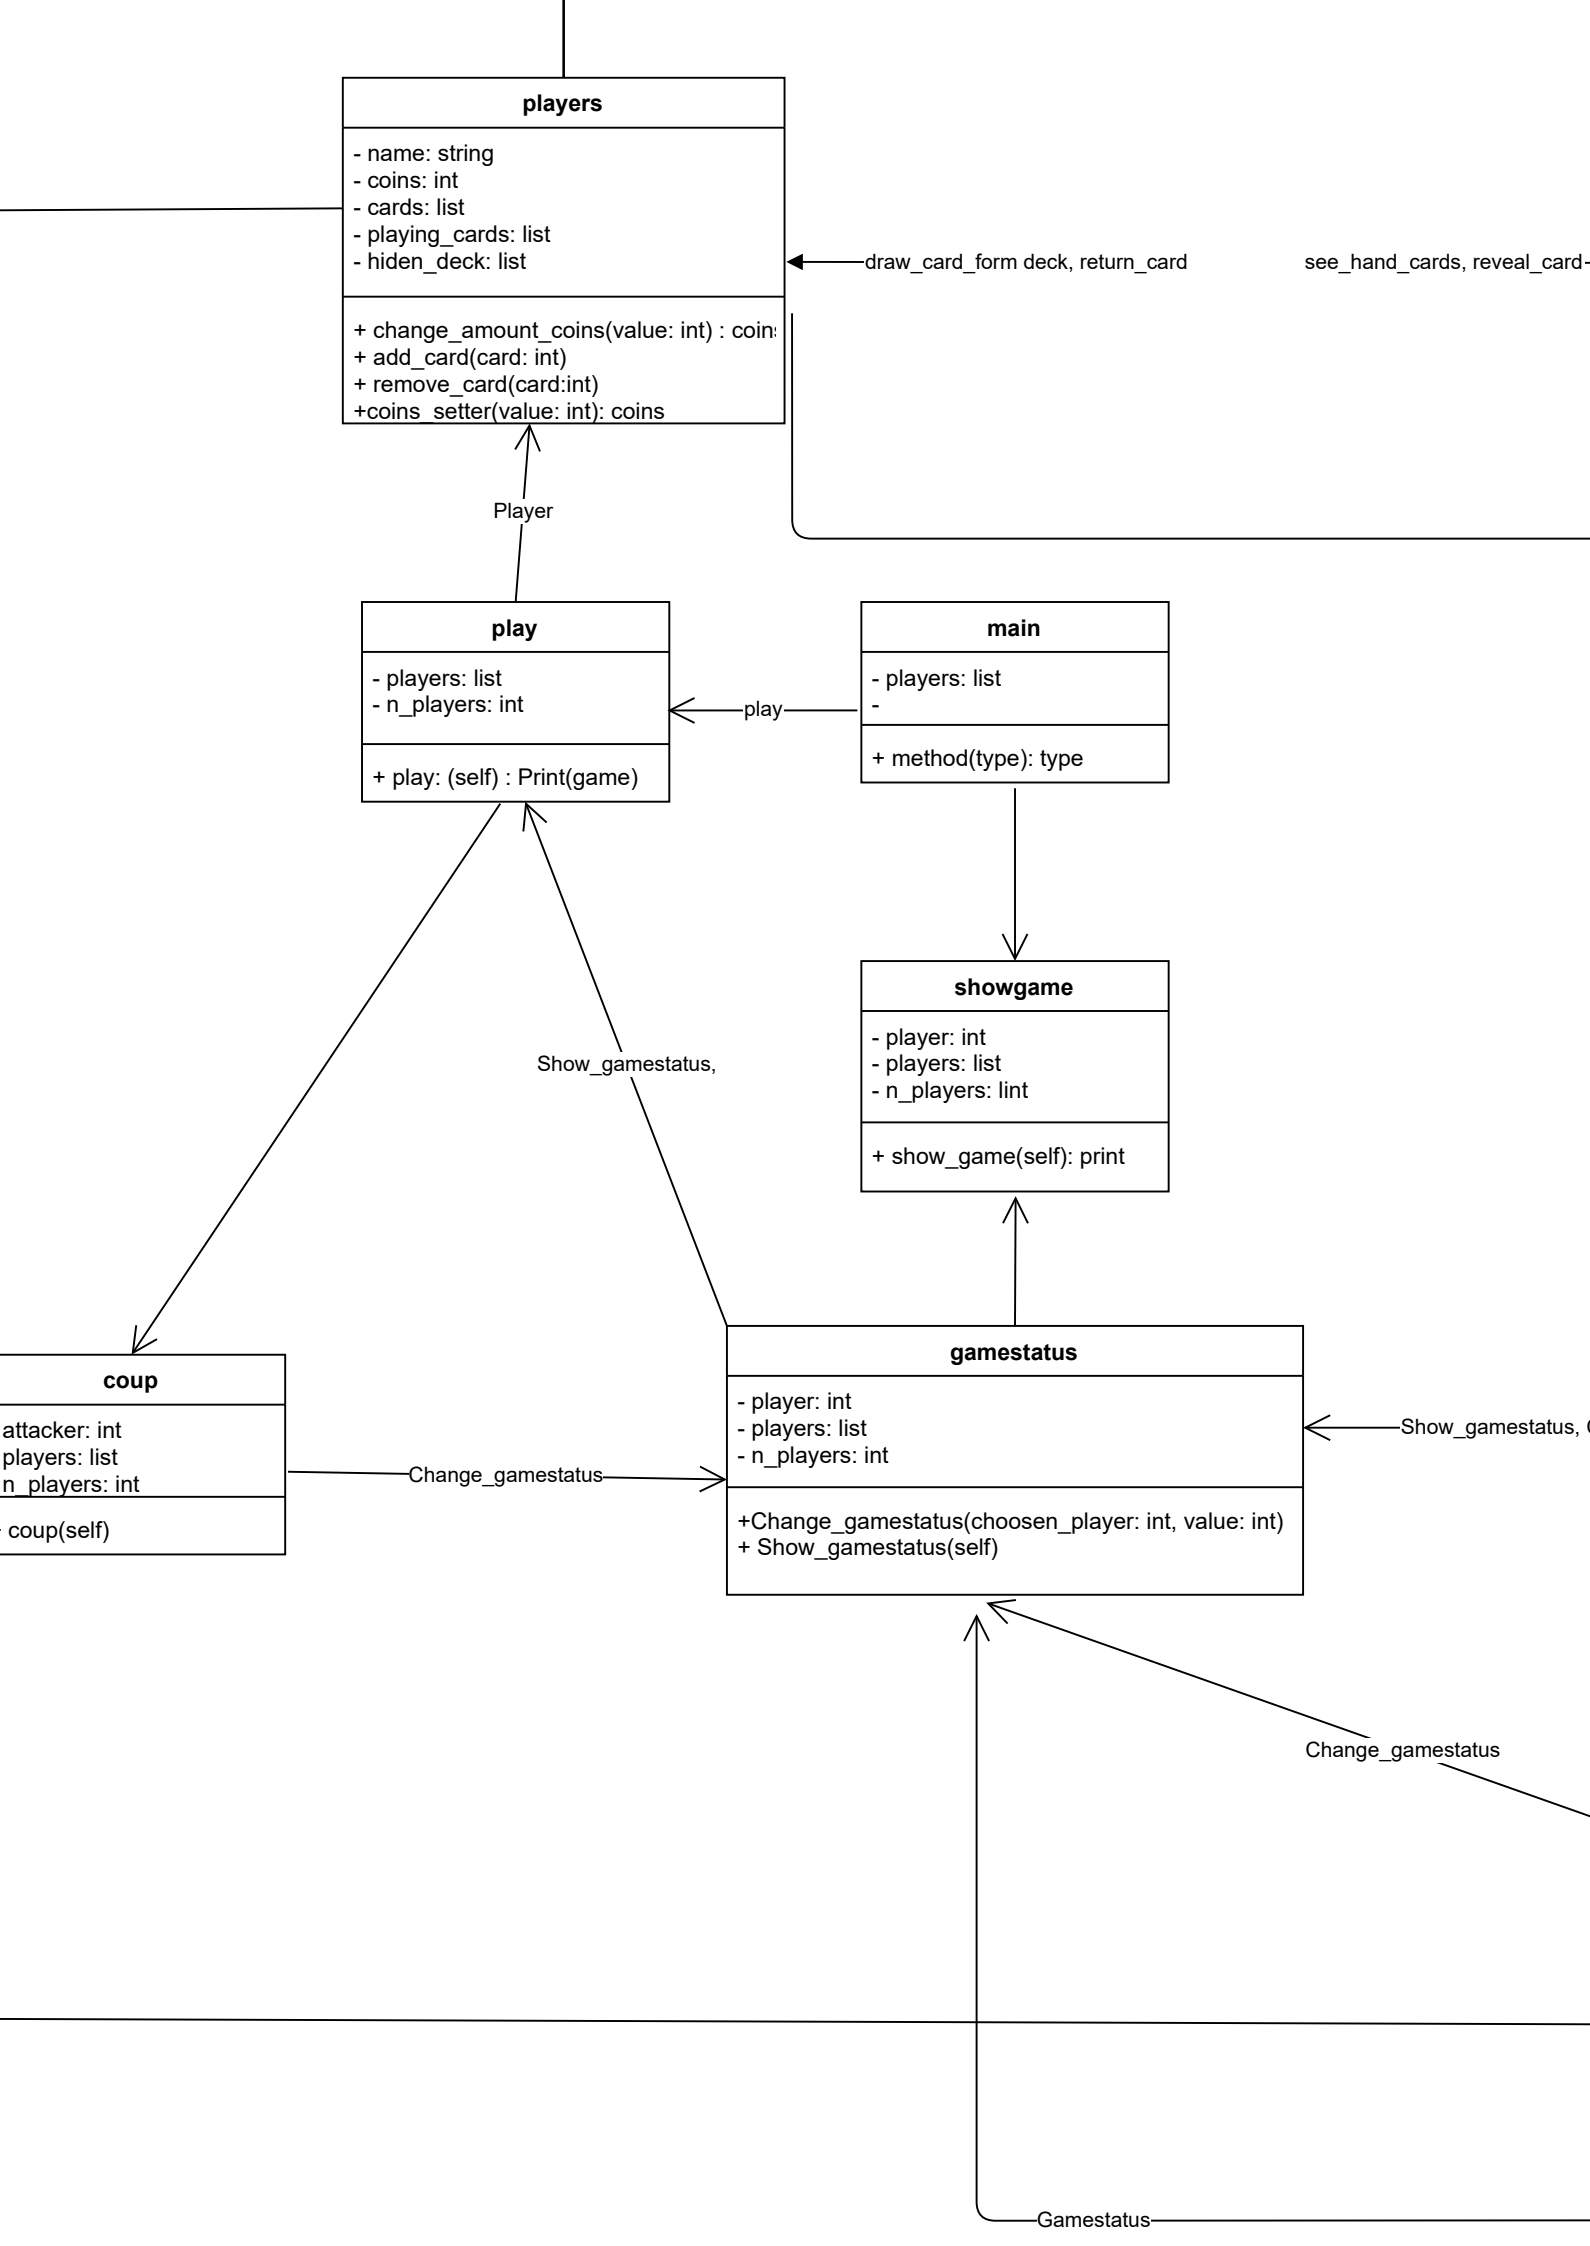 players
- name: string
- coins: int
- cards: list
- playing_cards: list
- hiden_deck: list
draw_card_form deck, return_card
see_hand_cards, reveal_card
+ change_amount_coins(value: int) : coins
+ add_card(card: int)
+ remove_card(card:int)
+coins_setter(value: int): coins
Player
play
- players: list
- n_players: int
+ play: (self) : Print(game)
play
main
- players: list
-
+ method(type): type
showgame
- player: int
- players: list
- n_players: lint
+ show_game(self): print
Show_gamestatus,
coup
attacker: int
players: list
n_players: int
coup(self)
Change_gamestatus
gamestatus
- player: int
- players: list
- n_players: int
+Change_gamestatus(choosen_player: int, value: int)
+ Show_gamestatus(self)
Show_gamestatus,
Change_gamestatus
Gamestatus